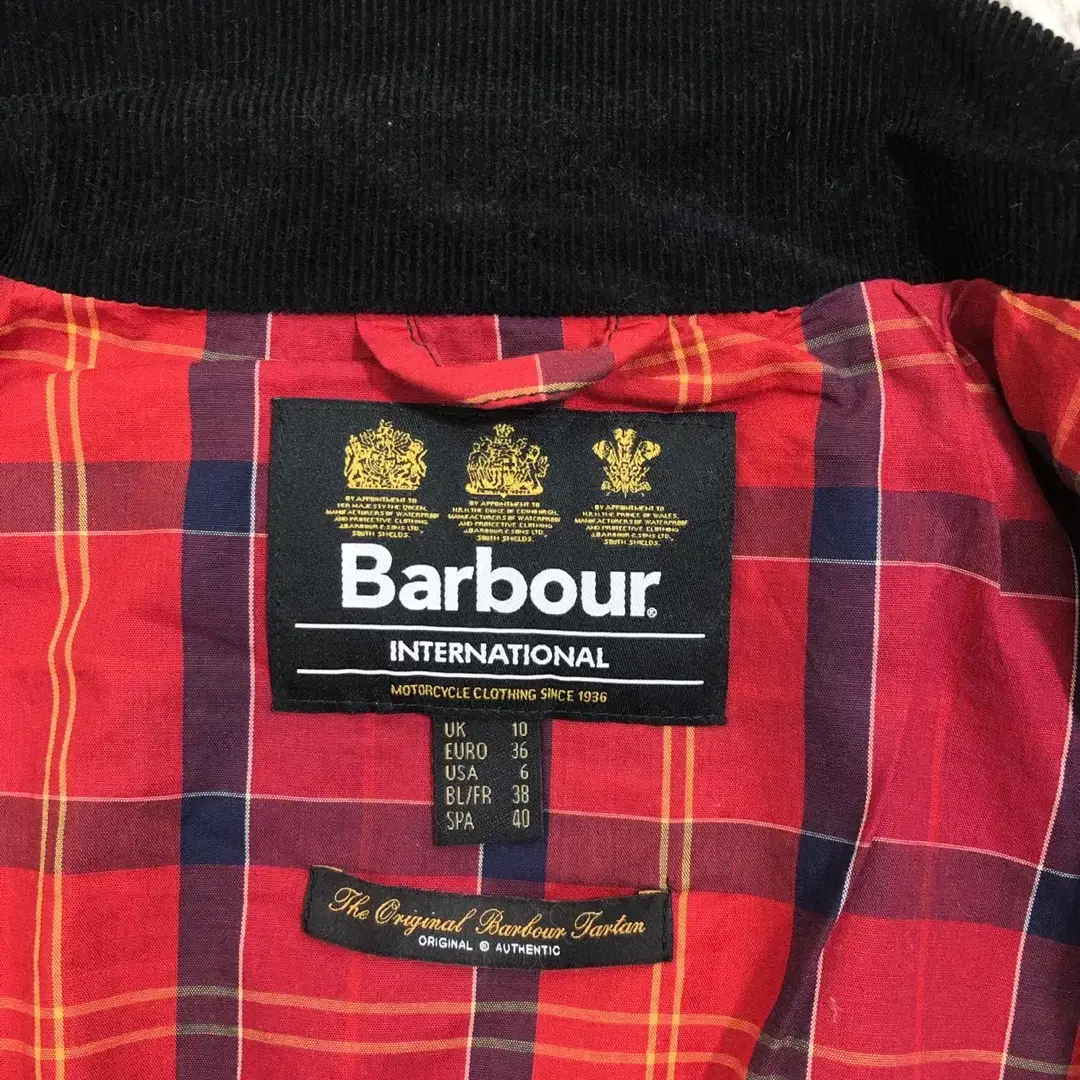 BY APPOINTMENT TO
HER MAJESTY THE QUEEN,
MANUFACTURERS OF WATERPROOF
AND PROTECTIVE CLOTHING
J.BARBOUR & SONS LTD.
SOUTH SHIELDS.
BY APPOINTMENT TO
H.R.H. THE DUKE OF EDINBURGH,
MANUFACTURERS OF WATERPROOF
AND PROTECTIVE CLOTHING
J.BARBOUR & SONS LTD.
SOUTH SHIELDS.
BY APPOINTMENT TO
H.R.H. THE PRINCE OF WALES,
MANUFACTURERS OF WATERPROOF
AND PROTECTIVE CLOTHING
J.BARBOUR & SONS LTD.
SOUTH SHIELDS.
Barbour®
INTERNATIONAL
MOTORCYCLE CLOTHING SINCE 1936
UK 10
EURO 36
USA 6
BL/FR 38
SPA 40
The Original Barbour Tartan
ORIGINAL ® AUTHENTIC